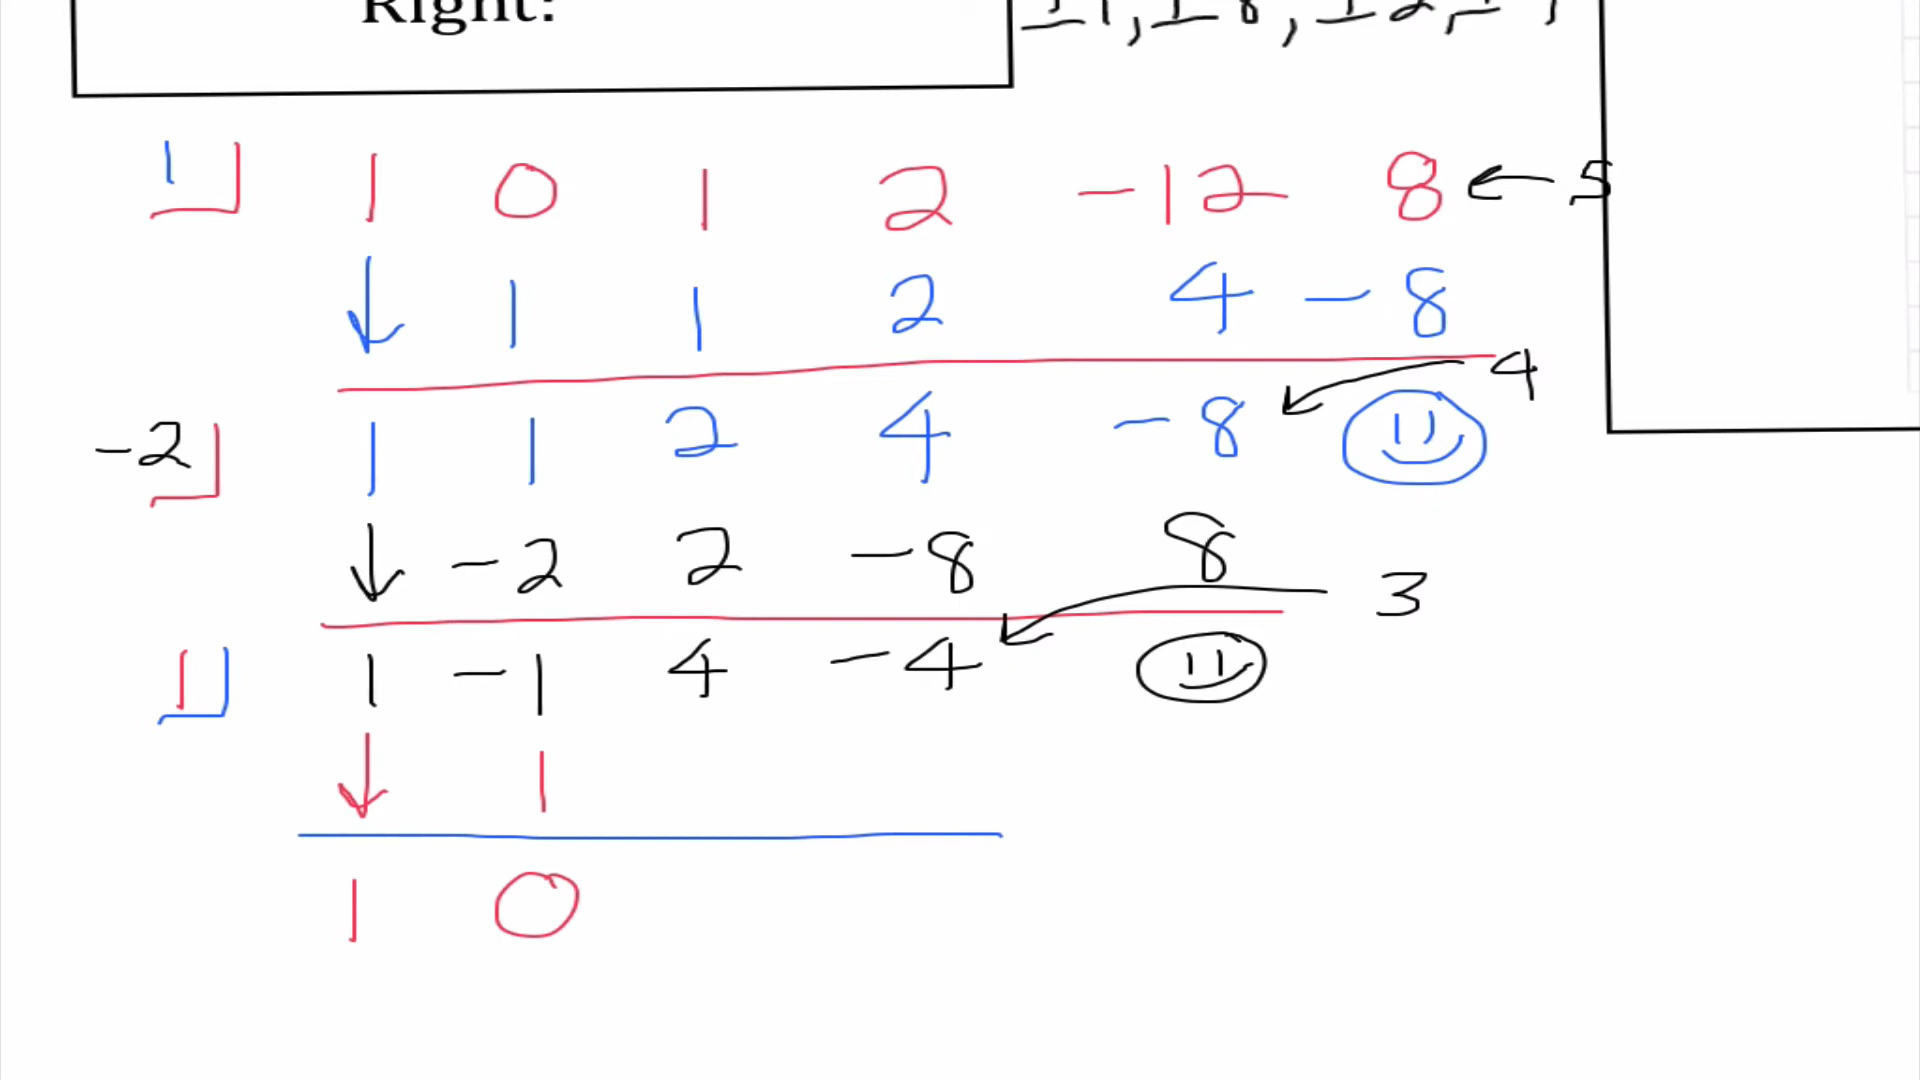 Right:
1 1 0 1 2 -12 8 ← 5
↓ 1 1 2 4 -8
4
-2 1 1 2 4 -8
↓ -2 2 -8 8
3
1 1 -1 4 -4
↓ 1
1 0